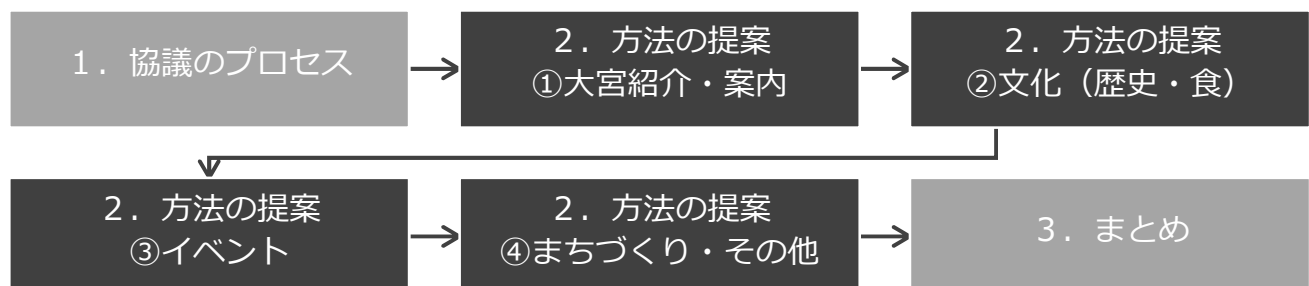 １．協議のプロセス
２．方法の提案
①大宮紹介・案内
２．方法の提案
②文化（歴史・食）
２．方法の提案
③イベント
２．方法の提案
④まちづくり・その他
３．まとめ